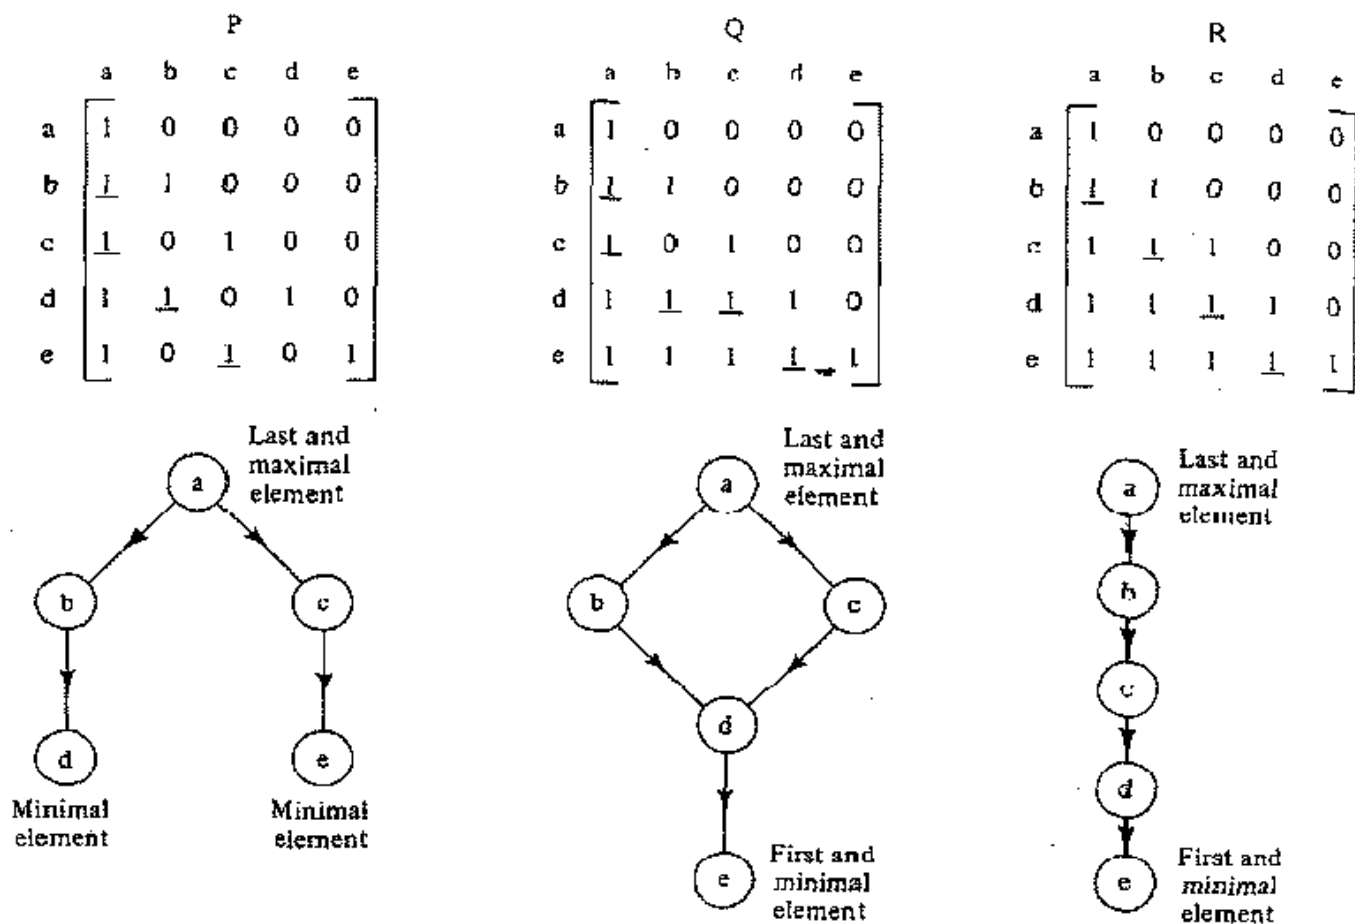 P
a b c d e
a 1 0 0 0 0
b 1 1 0 0 0
c 1 0 1 0 0
d 1 1 0 1 0
e 1 0 1 0 1
Q
a b c d e
a 1 0 0 0 0
b 1 1 0 0 0
c 1 0 1 0 0
d 1 1 1 1 0
e 1 1 1 1 1
R
a b c d e
a 1 0 0 0 0
b 1 1 0 0 0
c 1 1 1 0 0
d 1 1 1 1 0
e 1 1 1 1 1
Last and
maximal
element
a
b c
d e
Minimal
element
Minimal
element
Last and
maximal
element
a
b c
d
e
First and
minimal
element
Last and
maximal
element
a
b
c
d
e
First and
minimal
element